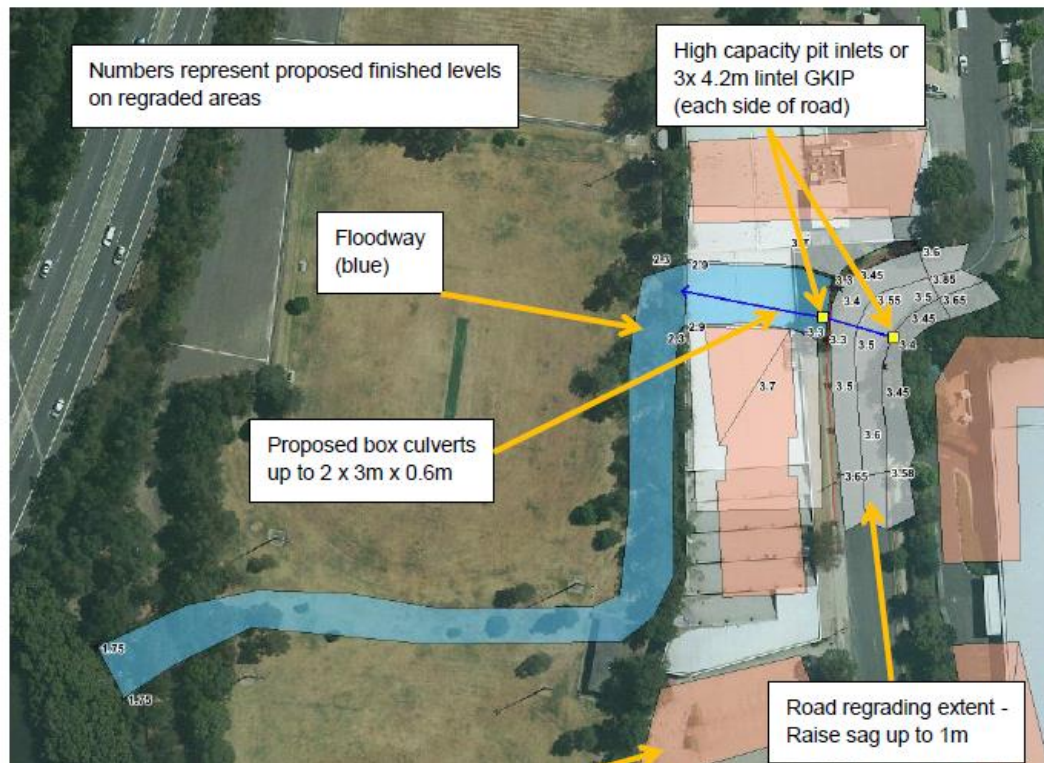 Numbers represent proposed finished levels
on regraded areas
High capacity pit inlets or
3x 4.2m lintel GKIP
(each side of road)
Floodway
(blue)
Proposed box culverts
up to 2 x 3m x 0.6m
Road regrading extent -
Raise sag up to 1m
3.7
3.6
2.3
2.9
3.3
3.45
3.85
3.4
3.55
3.5
3.65
3.45
2.3
2.9
3.3
3.3
3.5
3.4
3.7
3.5
3.45
3.6
3.65
3.58
1.75
1.75